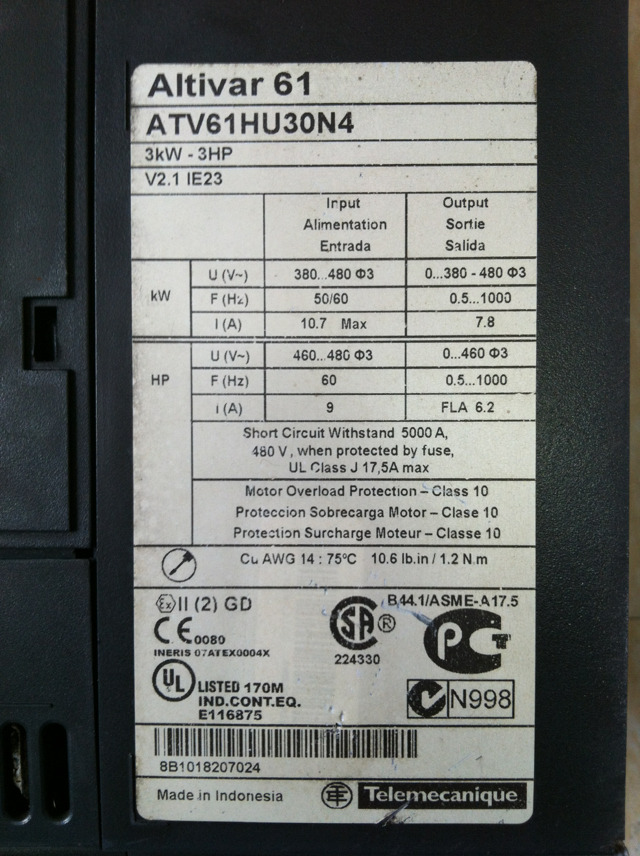 Altivar 61
ATV61HU30N4
3kW - 3HP
V2.1 IE23
Input Output
Alimentation Sortie
Entrada Salida
kW
U (V~) 380...480 Φ3 0...380 - 480 Φ3
F (Hz) 50/60 0.5...1000
I (A) 10.7 Max 7.8
HP
U (V~) 460...480 Φ3 0...460 Φ3
F (Hz) 60 0.5...1000
I (A) 9 FLA 6.2
Short Circuit Withstand 5000 A,
480 V, when protected by fuse,
UL Class J 17,5A max
Motor Overload Protection – Class 10
Proteccion Sobrecarga Motor – Clase 10
Protection Surcharge Moteur – Classe 10
Cu AWG 14 : 75°C 10.6 lb.in / 1.2 N.m
Ex II (2) GD
B44.1/ASME-A17.5
CE 0080
SA ®
PCT
INERIS 07ATEX0004X
224330
UL LISTED 170M
IND.CONT.EQ.
E116875
N998
8B1018207024
Made in Indonesia
Telemecanique